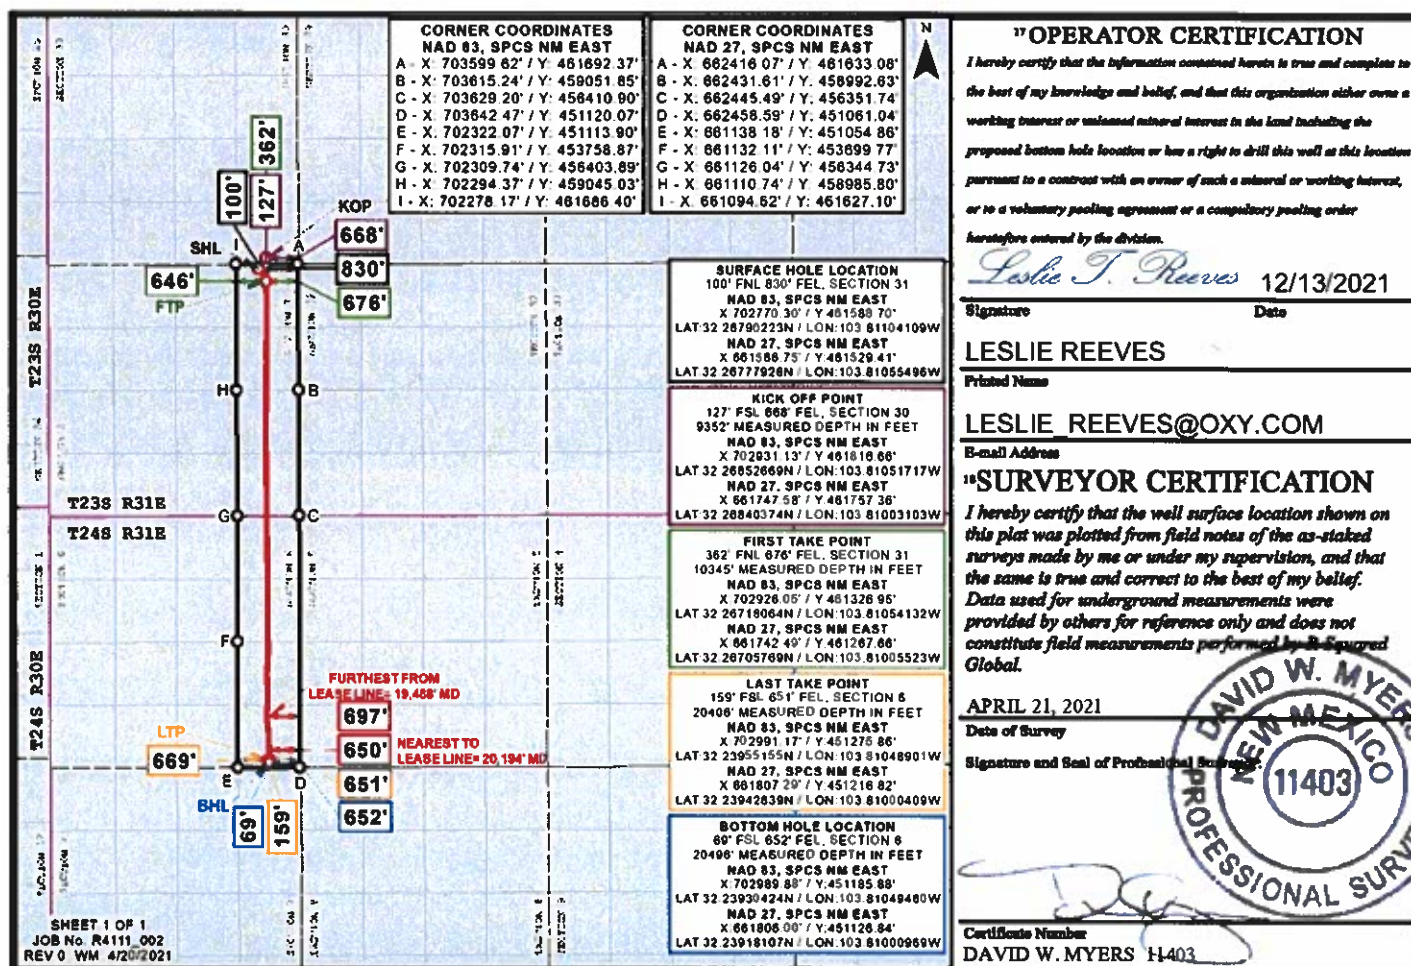 CORNER COORDINATES
NAD 83, SPCS NM EAST
A - X: 703599.62' / Y: 461692.37'
B - X: 703615.24' / Y: 459051.85'
C - X: 703629.20' / Y: 456410.90'
D - X: 703642.47' / Y: 451120.07'
E - X: 702322.07' / Y: 451113.90'
F - X: 702315.91' / Y: 453758.87'
G - X: 702309.74' / Y: 456403.89'
H - X: 702294.37' / Y: 459045.03'
I - X: 702278.17' / Y: 461686.40'
CORNER COORDINATES
NAD 27, SPCS NM EAST
A - X: 662416.07' / Y: 461633.08'
B - X: 662431.61' / Y: 458992.63'
C - X: 662445.49' / Y: 456351.74'
D - X: 662458.59' / Y: 451061.04'
E - X: 661138.18' / Y: 451054.86'
F - X: 661132.11' / Y: 453699.77'
G - X: 661126.04' / Y: 456344.73'
H - X: 661110.74' / Y: 458985.80'
I - X: 661094.52' / Y: 461627.10'
N
362'
127'
100'
KOP
SHL
I
A
668'
830'
676'
646'
FTP
T23S R30E
H
B
T23S R31E
T24S R31E
G
C
F
T24S R30E
FURTHEST FROM
LEASE LINE= 19,488' MD
697'
NEAREST TO
LEASE LINE= 20,194' MD
650'
LTP
669'
E
D
651'
652'
BHL
69'
159'
SHEET 1 OF 1
JOB No. R4111_002
REV 0 WM 4/20/2021
SURFACE HOLE LOCATION
100' FNL 830' FEL, SECTION 31
NAD 83, SPCS NM EAST
X:702770.30' / Y:461588.70'
LAT:32.26790223N / LON:103.81104109W
NAD 27, SPCS NM EAST
X:661586.75' / Y:461529.41'
LAT:32.26777926N / LON:103.81055496W
KICK OFF POINT
127' FSL 668' FEL, SECTION 30
9352' MEASURED DEPTH IN FEET
NAD 83, SPCS NM EAST
X:702931.13' / Y:461816.66'
LAT:32.26852669N / LON:103.81051717W
NAD 27, SPCS NM EAST
X:661747.58' / Y:461757.36'
LAT:32.26840374N / LON:103.81003103W
FIRST TAKE POINT
362' FNL 676' FEL, SECTION 31
10345' MEASURED DEPTH IN FEET
NAD 83, SPCS NM EAST
X:702926.05' / Y:461326.95'
LAT:32.26718064N / LON:103.81054132W
NAD 27, SPCS NM EAST
X:661742.49' / Y:461267.66'
LAT:32.26705769N / LON:103.81005523W
LAST TAKE POINT
159' FSL 651' FEL, SECTION 6
20406' MEASURED DEPTH IN FEET
NAD 83, SPCS NM EAST
X:702991.17' / Y:451275.86'
LAT:32.23955155N / LON:103.81048901W
NAD 27, SPCS NM EAST
X:661807.29' / Y:451216.82'
LAT:32.23942839N / LON:103.81000409W
BOTTOM HOLE LOCATION
69' FSL 652' FEL, SECTION 6
20496' MEASURED DEPTH IN FEET
NAD 83, SPCS NM EAST
X:702989.88' / Y:451185.88'
LAT:32.23930424N / LON:103.81049460W
NAD 27, SPCS NM EAST
X:661806.00' / Y:451126.84'
LAT:32.23918107N / LON:103.81000969W
17 OPERATOR CERTIFICATION
I hereby certify that the information contained herein is true and complete to
the best of my knowledge and belief, and that this organization either owns a
working interest or unleased mineral interest in the land including the
proposed bottom hole location or has a right to drill this well at this location
pursuant to a contract with an owner of such a mineral or working interest,
or to a voluntary pooling agreement or a compulsory pooling order
heretofore entered by the division.
Leslie T. Reeves 12/13/2021
Signature Date
LESLIE REEVES
Printed Name
LESLIE_REEVES@OXY.COM
E-mail Address
18 SURVEYOR CERTIFICATION
I hereby certify that the well surface location shown on
this plat was plotted from field notes of the as-staked
surveys made by me or under my supervision, and that
the same is true and correct to the best of my belief.
Data used for underground measurements were
provided by others for reference only and does not
constitute field measurements performed by R-Squared
Global.
APRIL 21, 2021
Date of Survey
Signature and Seal of Professional Surveyor:
DAVID W. MYERS
NEW MEXICO
11403
PROFESSIONAL SURVE
Certificate Number
DAVID W. MYERS 11403